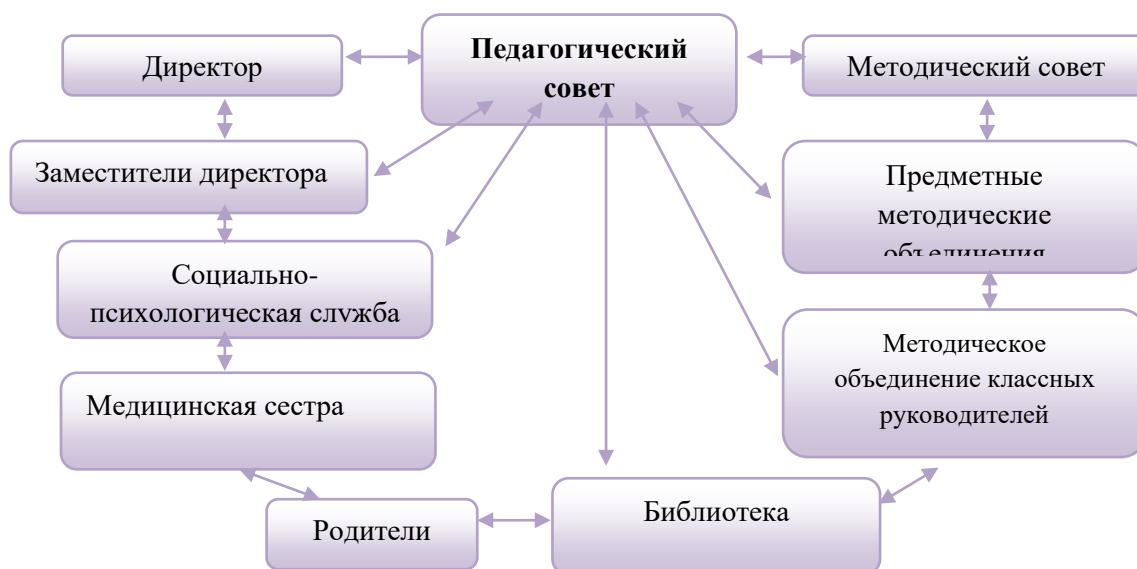 Педагогический
совет
Директор
Методический совет
Заместители директора
Предметные
методические
объединения
Социально-
психологическая служба
Методическое
объединение классных
руководителей
Медицинская сестра
Библиотека
Родители